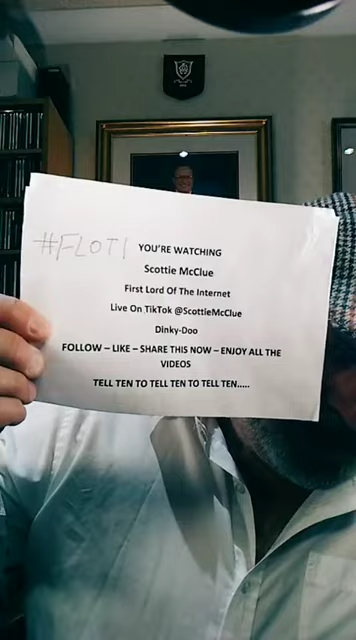 #FLOTI
YOU'RE WATCHING
Scottie McClue
First Lord Of The Internet
Live On TikTok @ScottieMcClue
Dinky-Doo
FOLLOW – LIKE – SHARE THIS NOW – ENJOY ALL THE
VIDEOS
TELL TEN TO TELL TEN TO TELL TEN.....